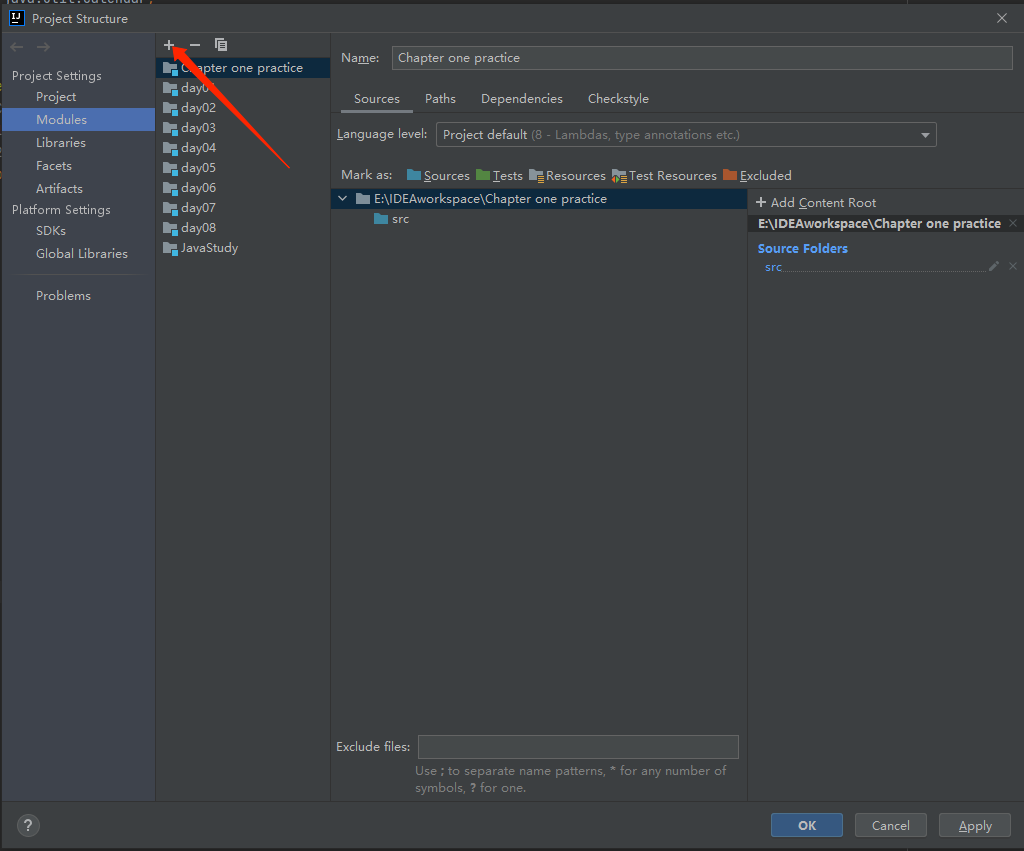 java.util.Calendar;
Project Structure
Project Settings
Project
Modules
Libraries
Facets
Artifacts
Platform Settings
SDKs
Global Libraries
Problems
Chapter one practice
day01
day02
day03
day04
day05
day06
day07
day08
JavaStudy
Name: Chapter one practice
Sources Paths Dependencies Checkstyle
Language level: Project default (8 - Lambdas, type annotations etc.)
Mark as: Sources Tests Resources Test Resources Excluded
E:\IDEAworkspace\Chapter one practice
src
+ Add Content Root
E:\IDEAworkspace\Chapter one practice
Source Folders
src
Exclude files:
Use ; to separate name patterns, * for any number of
symbols, ? for one.
?
OK Cancel Apply